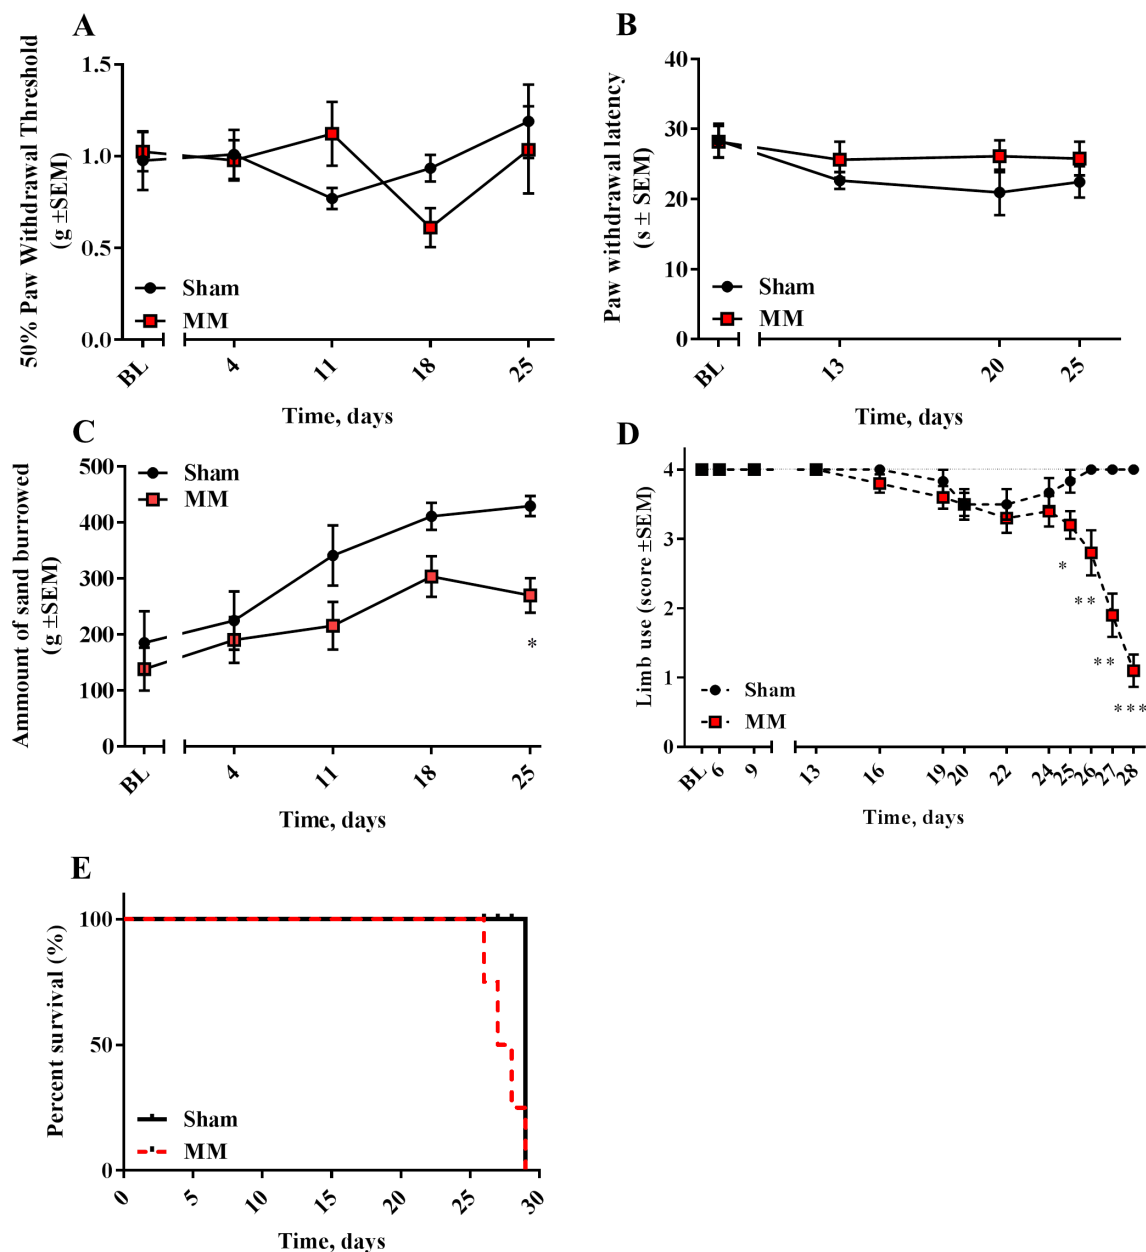 A
50% Paw Withdrawal Threshold
(g ±SEM)
1.5
1.0
0.5
0.0
Sham
MM
BL
4
11
18
25
Time, days
B
Paw withdrawal latency
(s ± SEM)
40
30
20
10
0
Sham
MM
BL
13
20
25
Time, days
C
Ammount of sand burrowed
(g ±SEM)
500
400
300
200
100
0
Sham
MM
*
BL
4
11
18
25
Time, days
D
Limb use (score ±SEM)
4
3
2
1
0
*
**
**
***
Sham
MM
BL
6
9
13
16
19
20
22
24
25
26
27
28
Time, days
E
Percent survival (%)
100
50
0
Sham
MM
0
5
10
15
20
25
30
Time, days